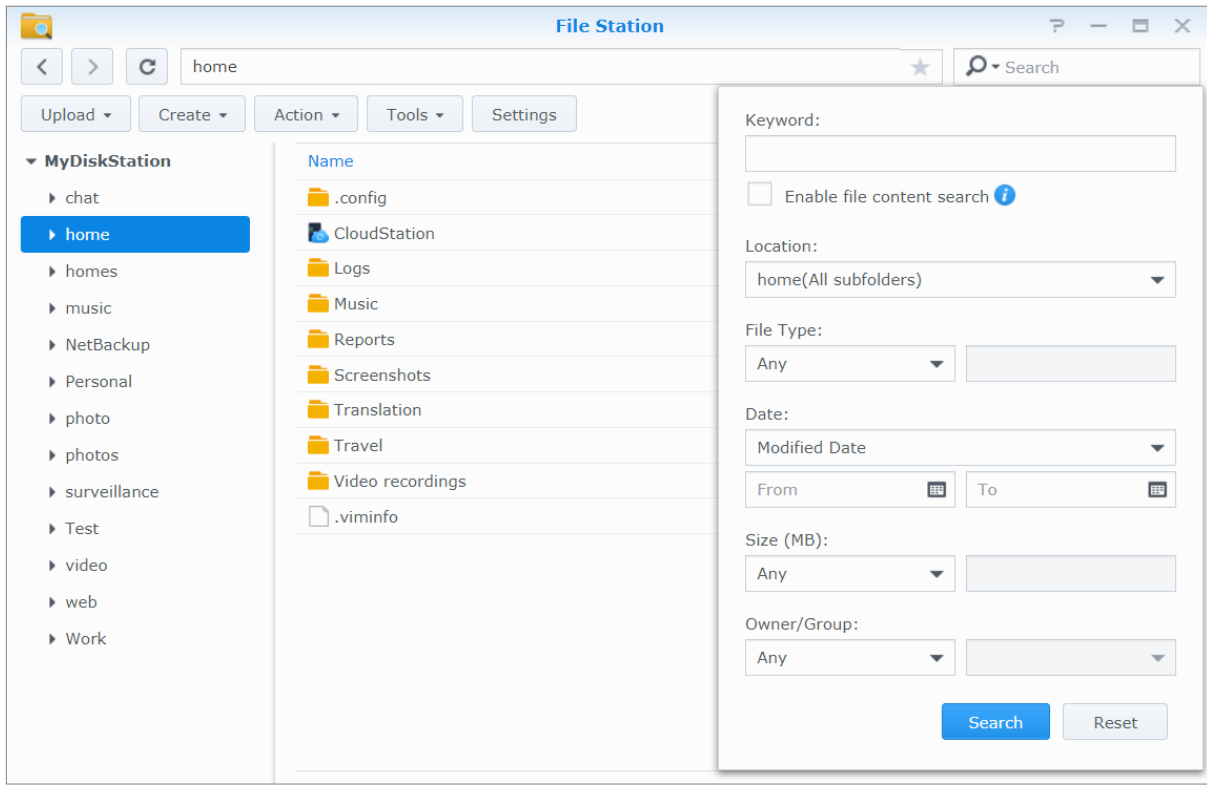 File Station
home
Search
Upload
Create
Action
Tools
Settings
MyDiskStation
chat
home
homes
music
NetBackup
Personal
photo
photos
surveillance
Test
video
web
Work
Name
.config
CloudStation
Logs
Music
Reports
Screenshots
Translation
Travel
Video recordings
.viminfo
Keyword:
Enable file content search
Location:
home(All subfolders)
File Type:
Any
Date:
Modified Date
From To
Size (MB):
Any
Owner/Group:
Any
Search Reset